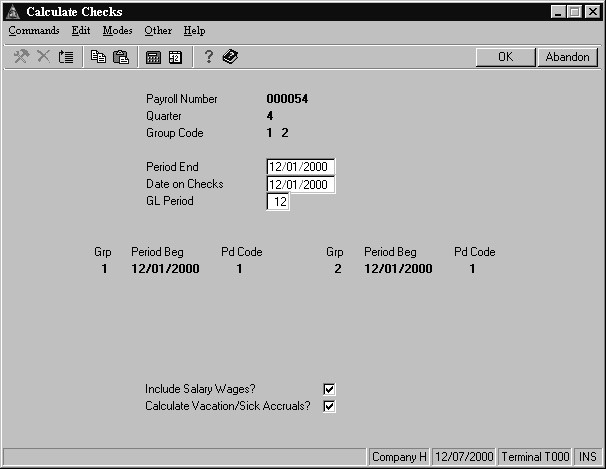 Calculate Checks
Commands Edit Modes Other Help
OK Abandon
Payroll Number 000054
Quarter 4
Group Code 1 2
Period End 12/01/2000
Date on Checks 12/01/2000
GL Period 12
Grp Period Beg Pd Code Grp Period Beg Pd Code
1 12/01/2000 1 2 12/01/2000 1
Include Salary Wages?
Calculate Vacation/Sick Accruals?
Company H 12/07/2000 Terminal T000 INS